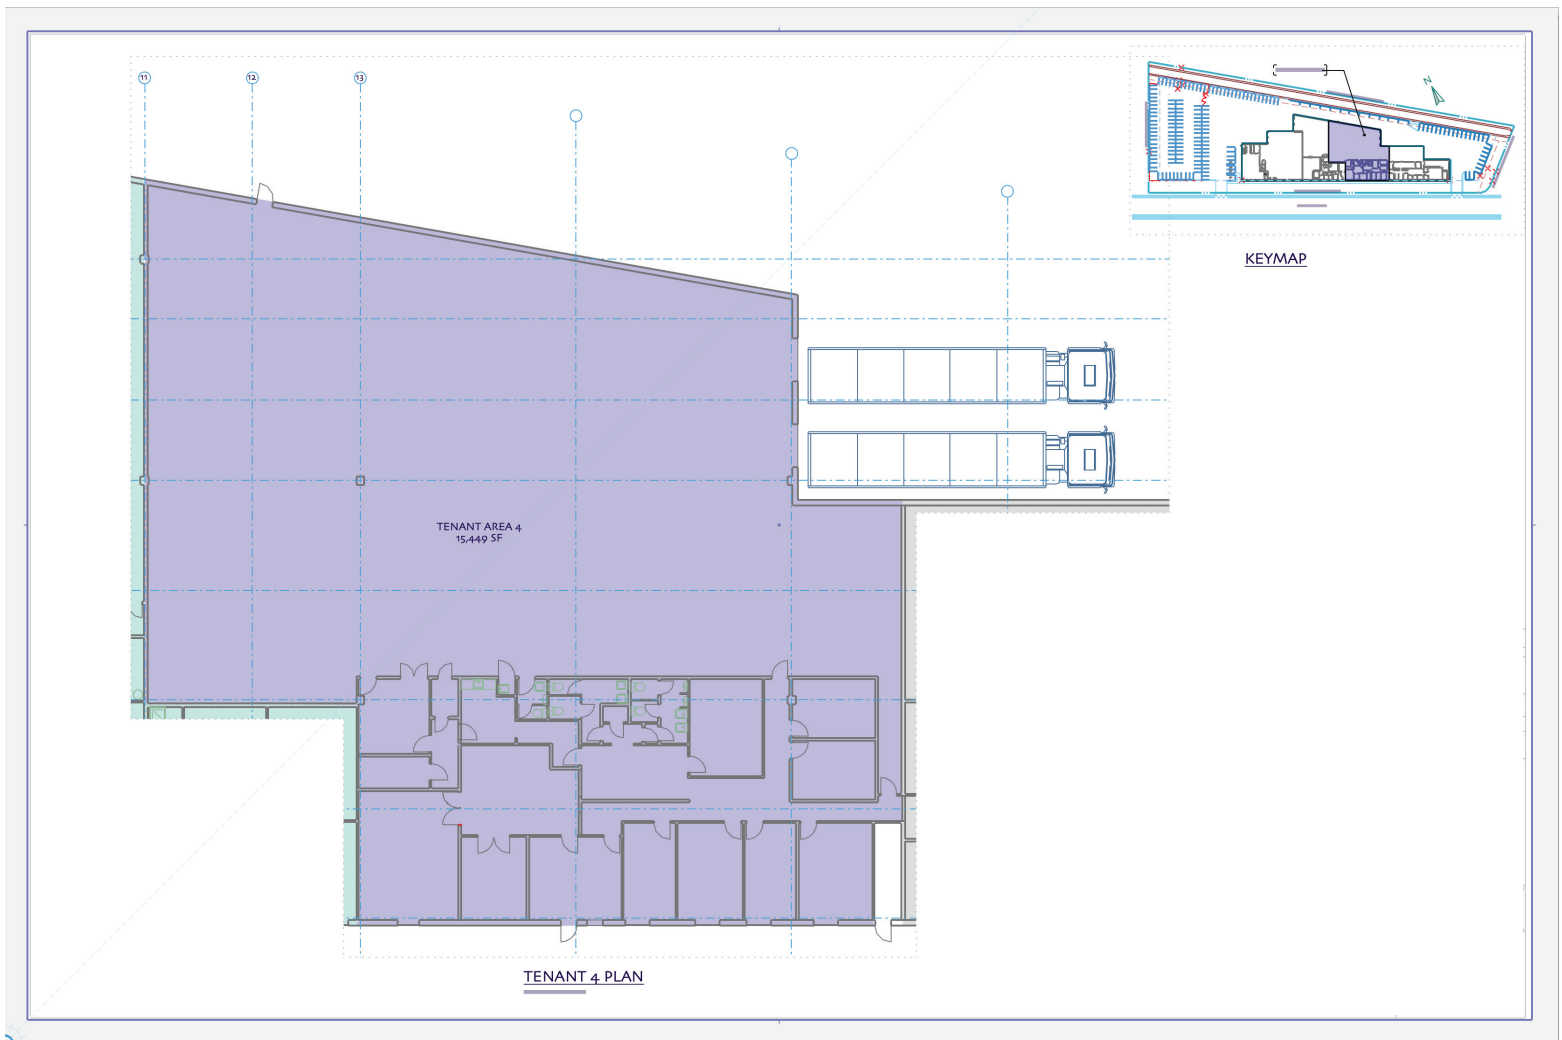 11
12
13
N
KEYMAP
TENANT AREA 4
15,449 SF
TENANT 4 PLAN